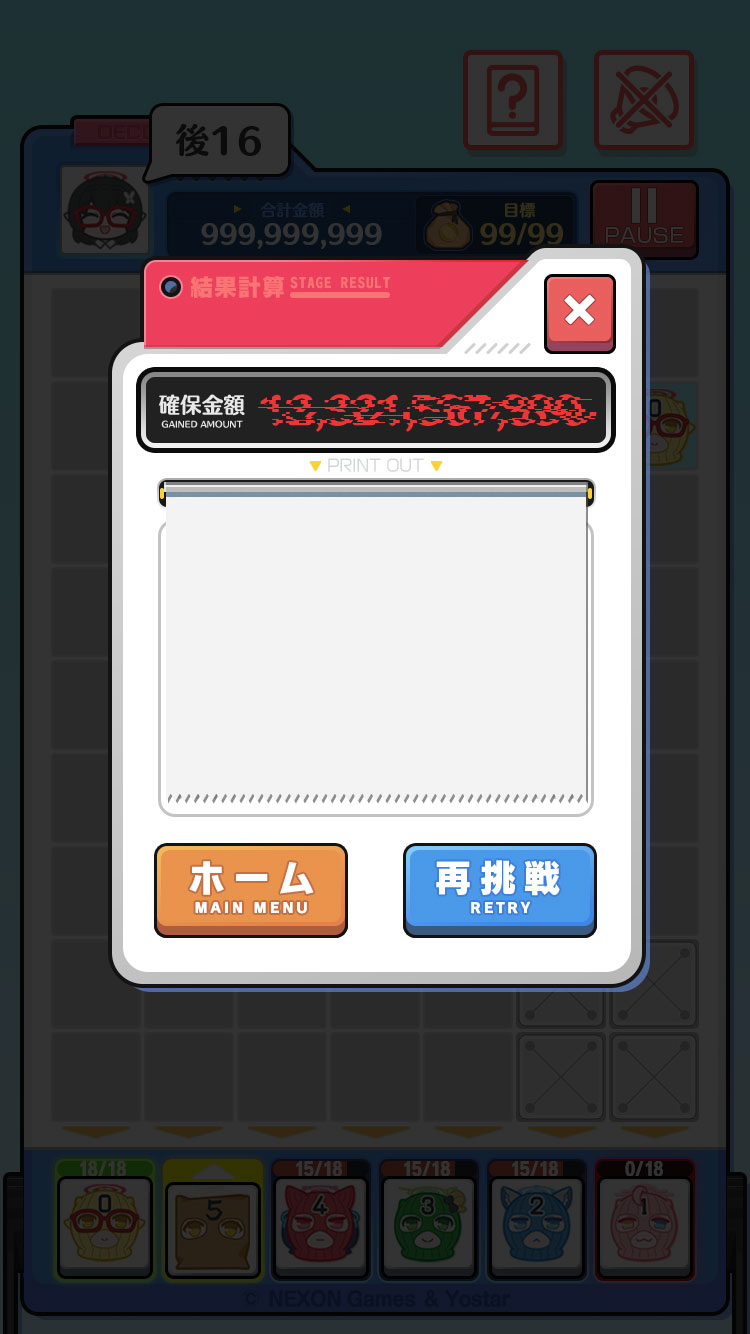 DECO
後16
合計金額
999,999,999
目標
99/99
PAUSE
結果計算 STAGE RESULT
確保金額
GAINED AMOUNT
PRINT OUT
ホーム
MAIN MENU
再挑戦
RETRY
18/18
15/18
15/18
15/18
0/18
0
5
4
3
2
1
© NEXON Games & Yostar